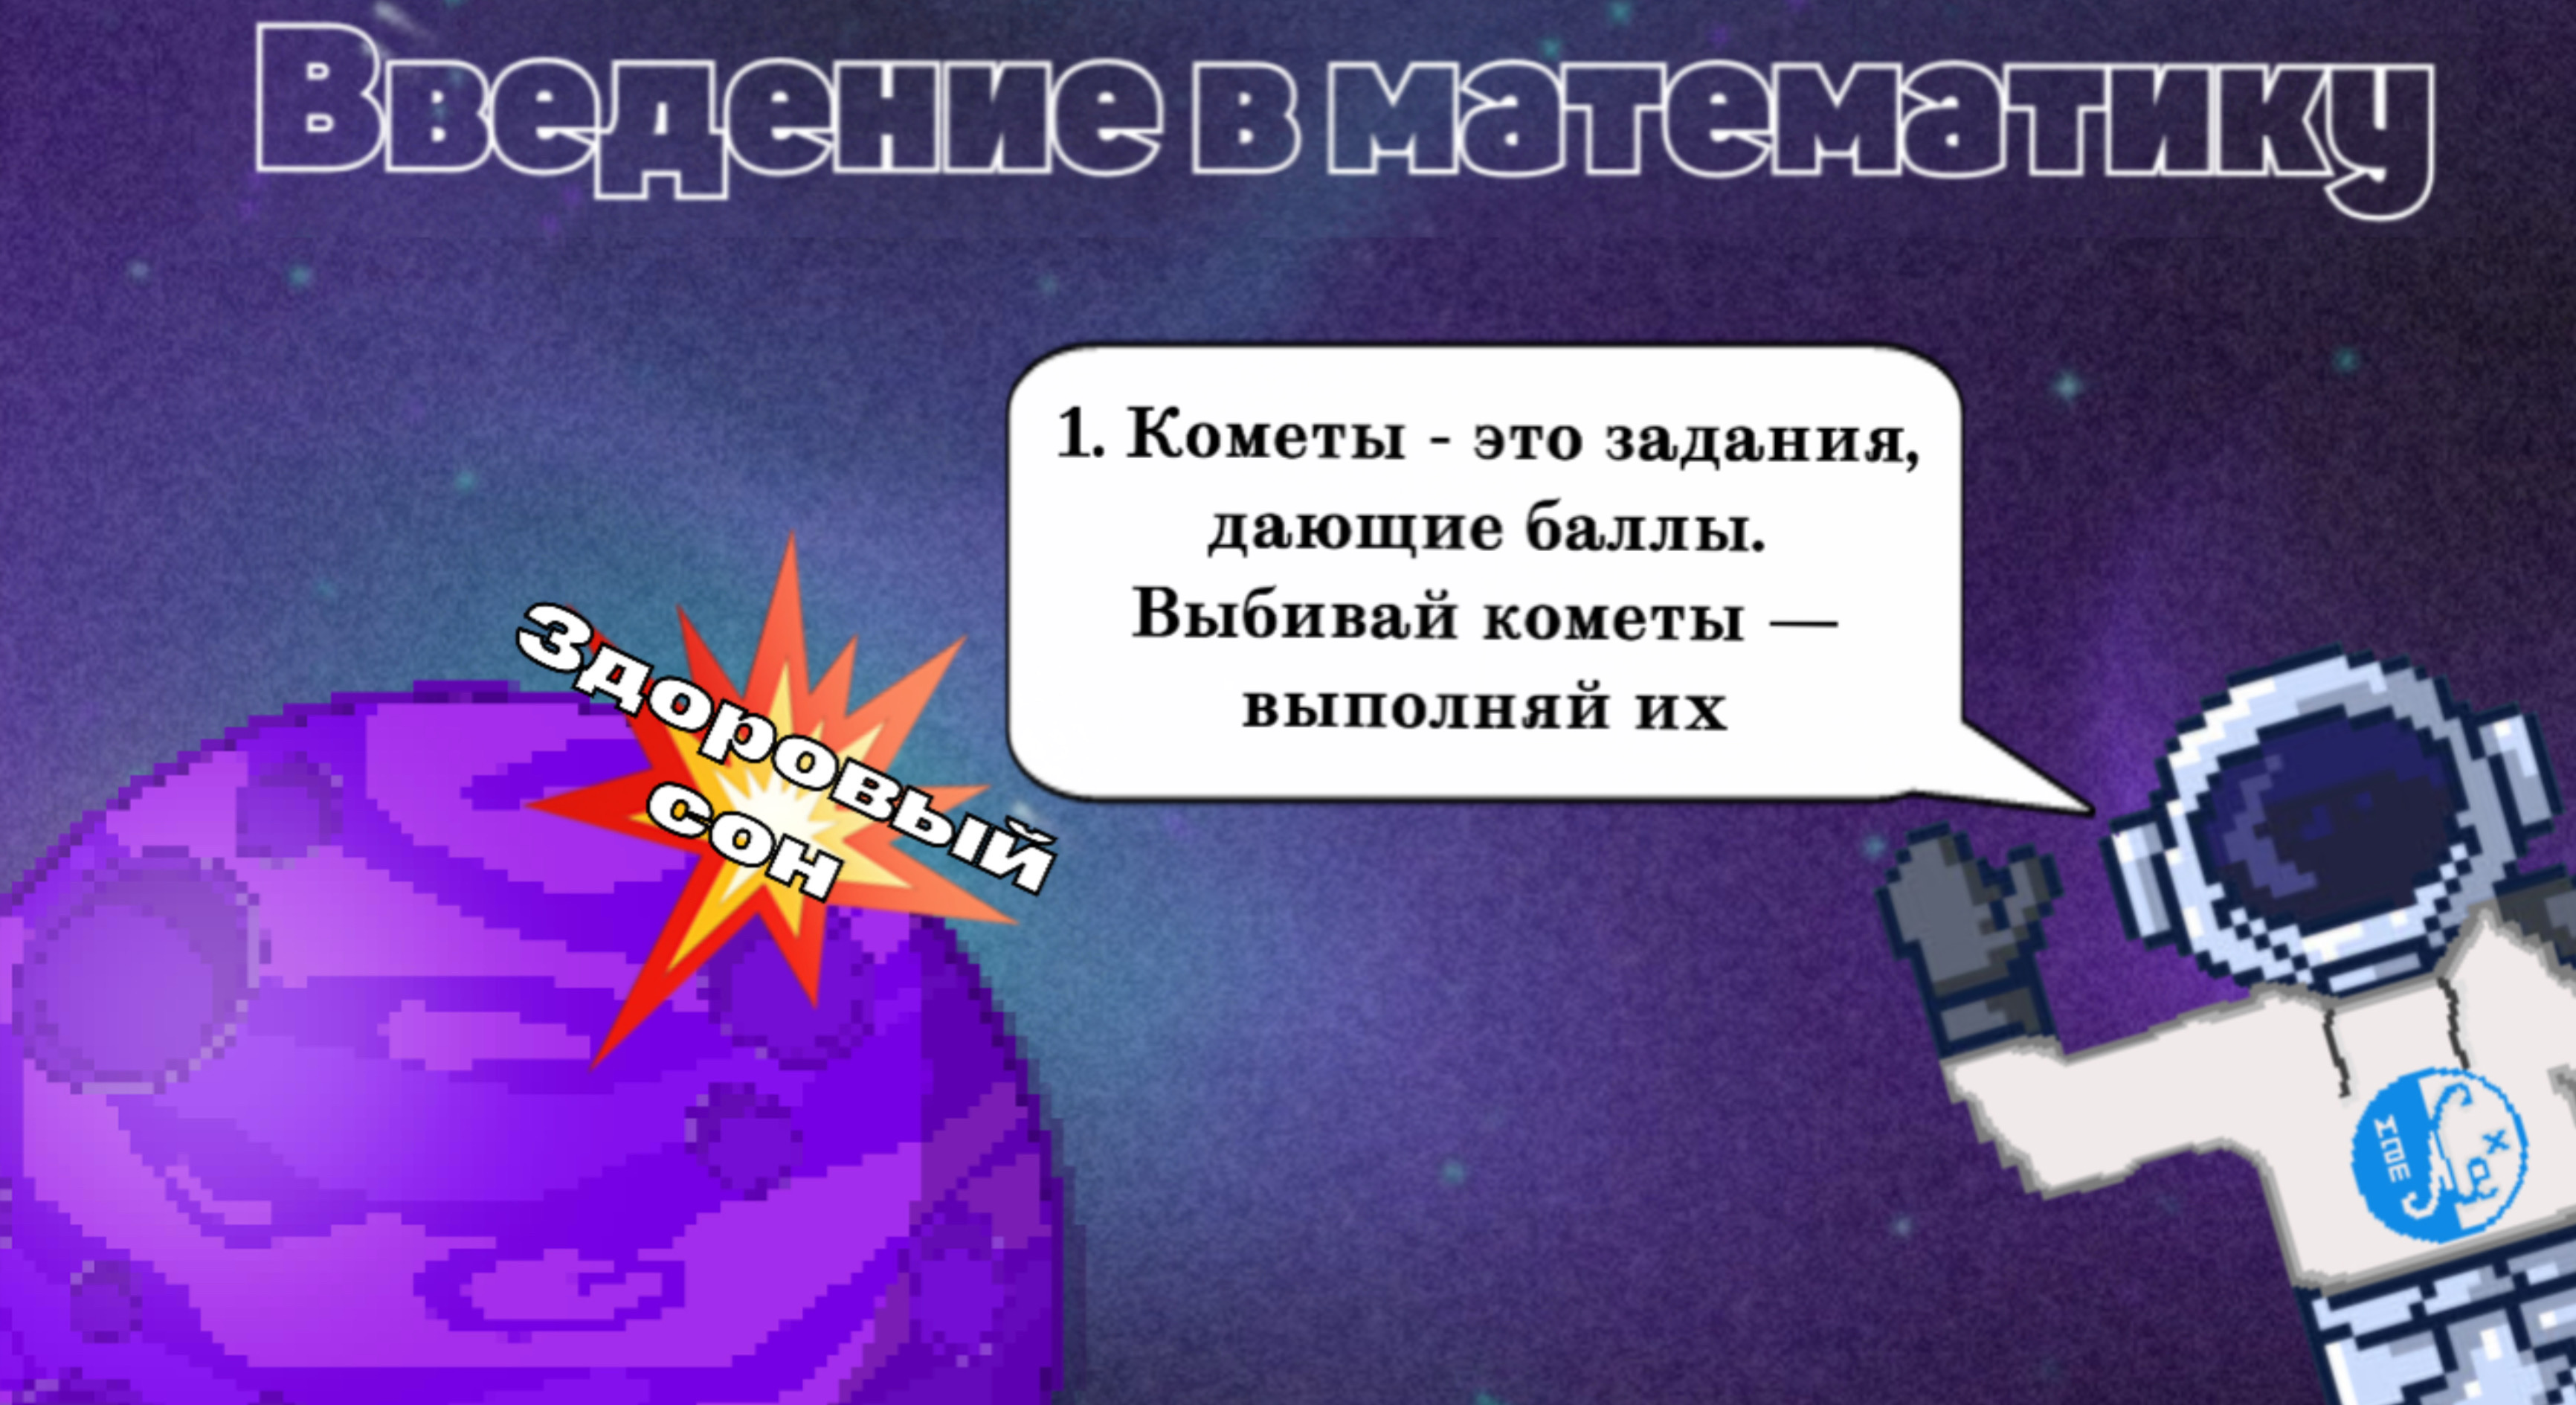 Введение в математику
1. Кометы - это задания,
дающие баллы.
Выбивай кометы —
выполняй их
Здоровый
сон